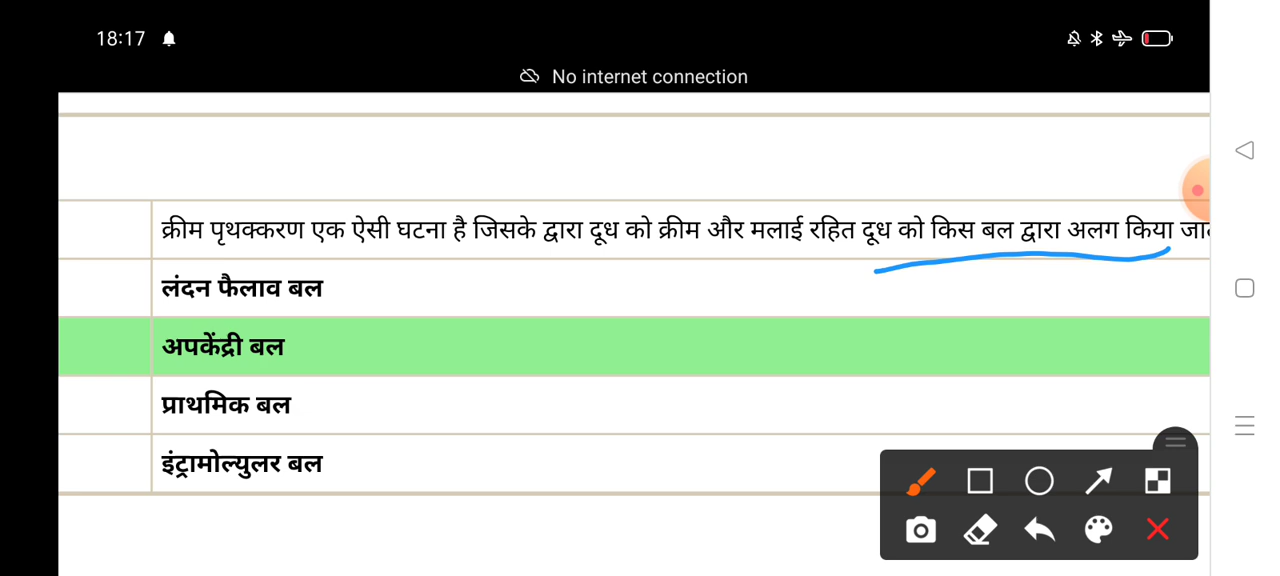 18:17
No internet connection
क्रीम पृथक्करण एक ऐसी घटना है जिसके द्वारा दूध को क्रीम और मलाई रहित दूध को किस बल द्वारा अलग किया
लंदन फैलाव बल
अपकेंद्री बल
प्राथमिक बल
इंट्रामोल्युलर बल